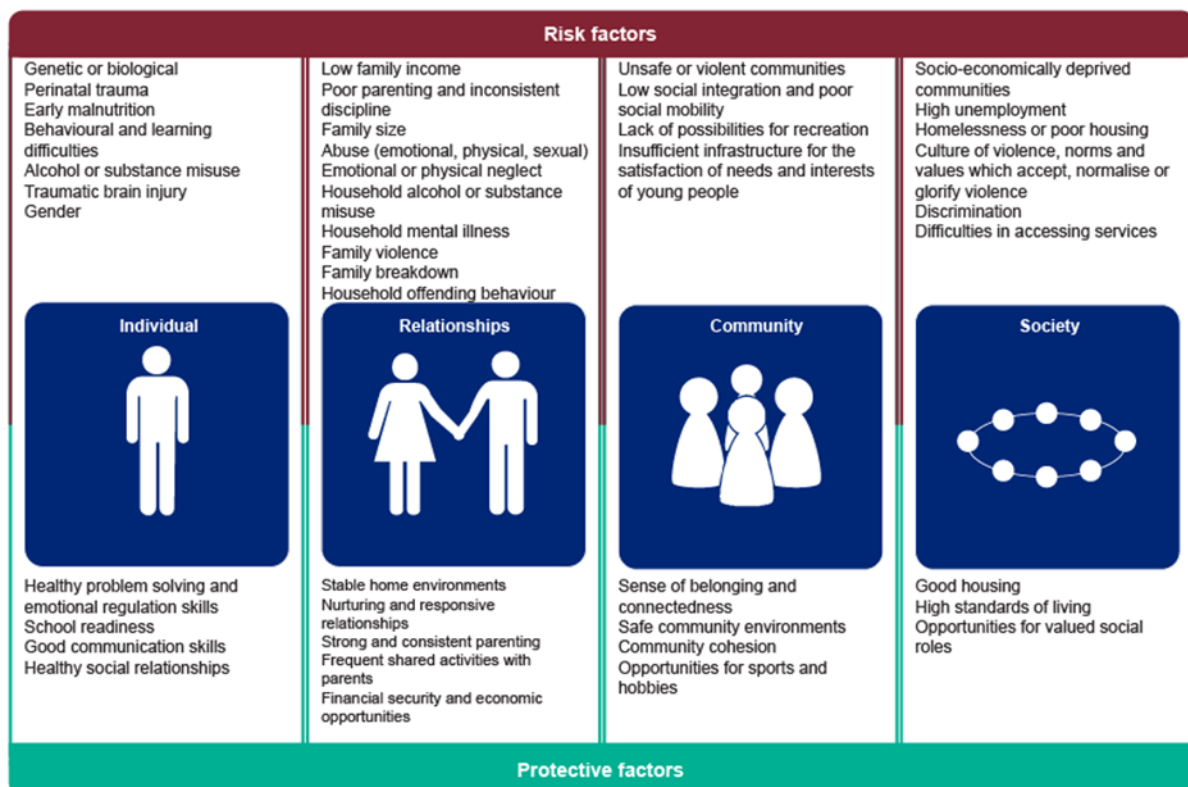 Risk factors
Genetic or biological
Perinatal trauma
Early malnutrition
Behavioural and learning
difficulties
Alcohol or substance misuse
Traumatic brain injury
Gender
Low family income
Poor parenting and inconsistent
discipline
Family size
Abuse (emotional, physical, sexual)
Emotional or physical neglect
Household alcohol or substance
misuse
Household mental illness
Family violence
Family breakdown
Household offending behaviour
Unsafe or violent communities
Low social integration and poor
social mobility
Lack of possibilities for recreation
Insufficient infrastructure for the
satisfaction of needs and interests
of young people
Socio-economically deprived
communities
High unemployment
Homelessness or poor housing
Culture of violence, norms and
values which accept, normalise or
glorify violence
Discrimination
Difficulties in accessing services
Individual
Relationships
Community
Society
Healthy problem solving and
emotional regulation skills
School readiness
Good communication skills
Healthy social relationships
Stable home environments
Nurturing and responsive
relationships
Strong and consistent parenting
Frequent shared activities with
parents
Financial security and economic
opportunities
Sense of belonging and
connectedness
Safe community environments
Community cohesion
Opportunities for sports and
hobbies
Good housing
High standards of living
Opportunities for valued social
roles
Protective factors